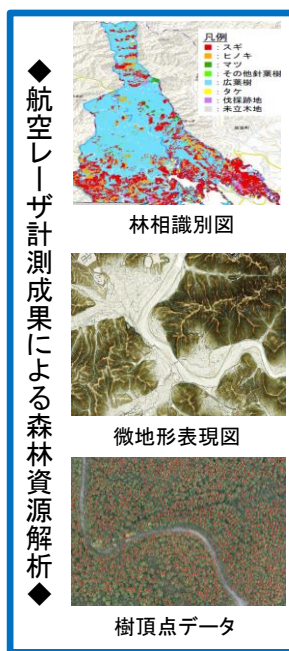 ◆航空レーザ計測成果による森林資源解析◆
凡例
スギ
ヒノキ
マツ
その他針葉樹
広葉樹
タケ
伐採跡地
未立木地
林相識別図
微地形表現図
樹頂点データ